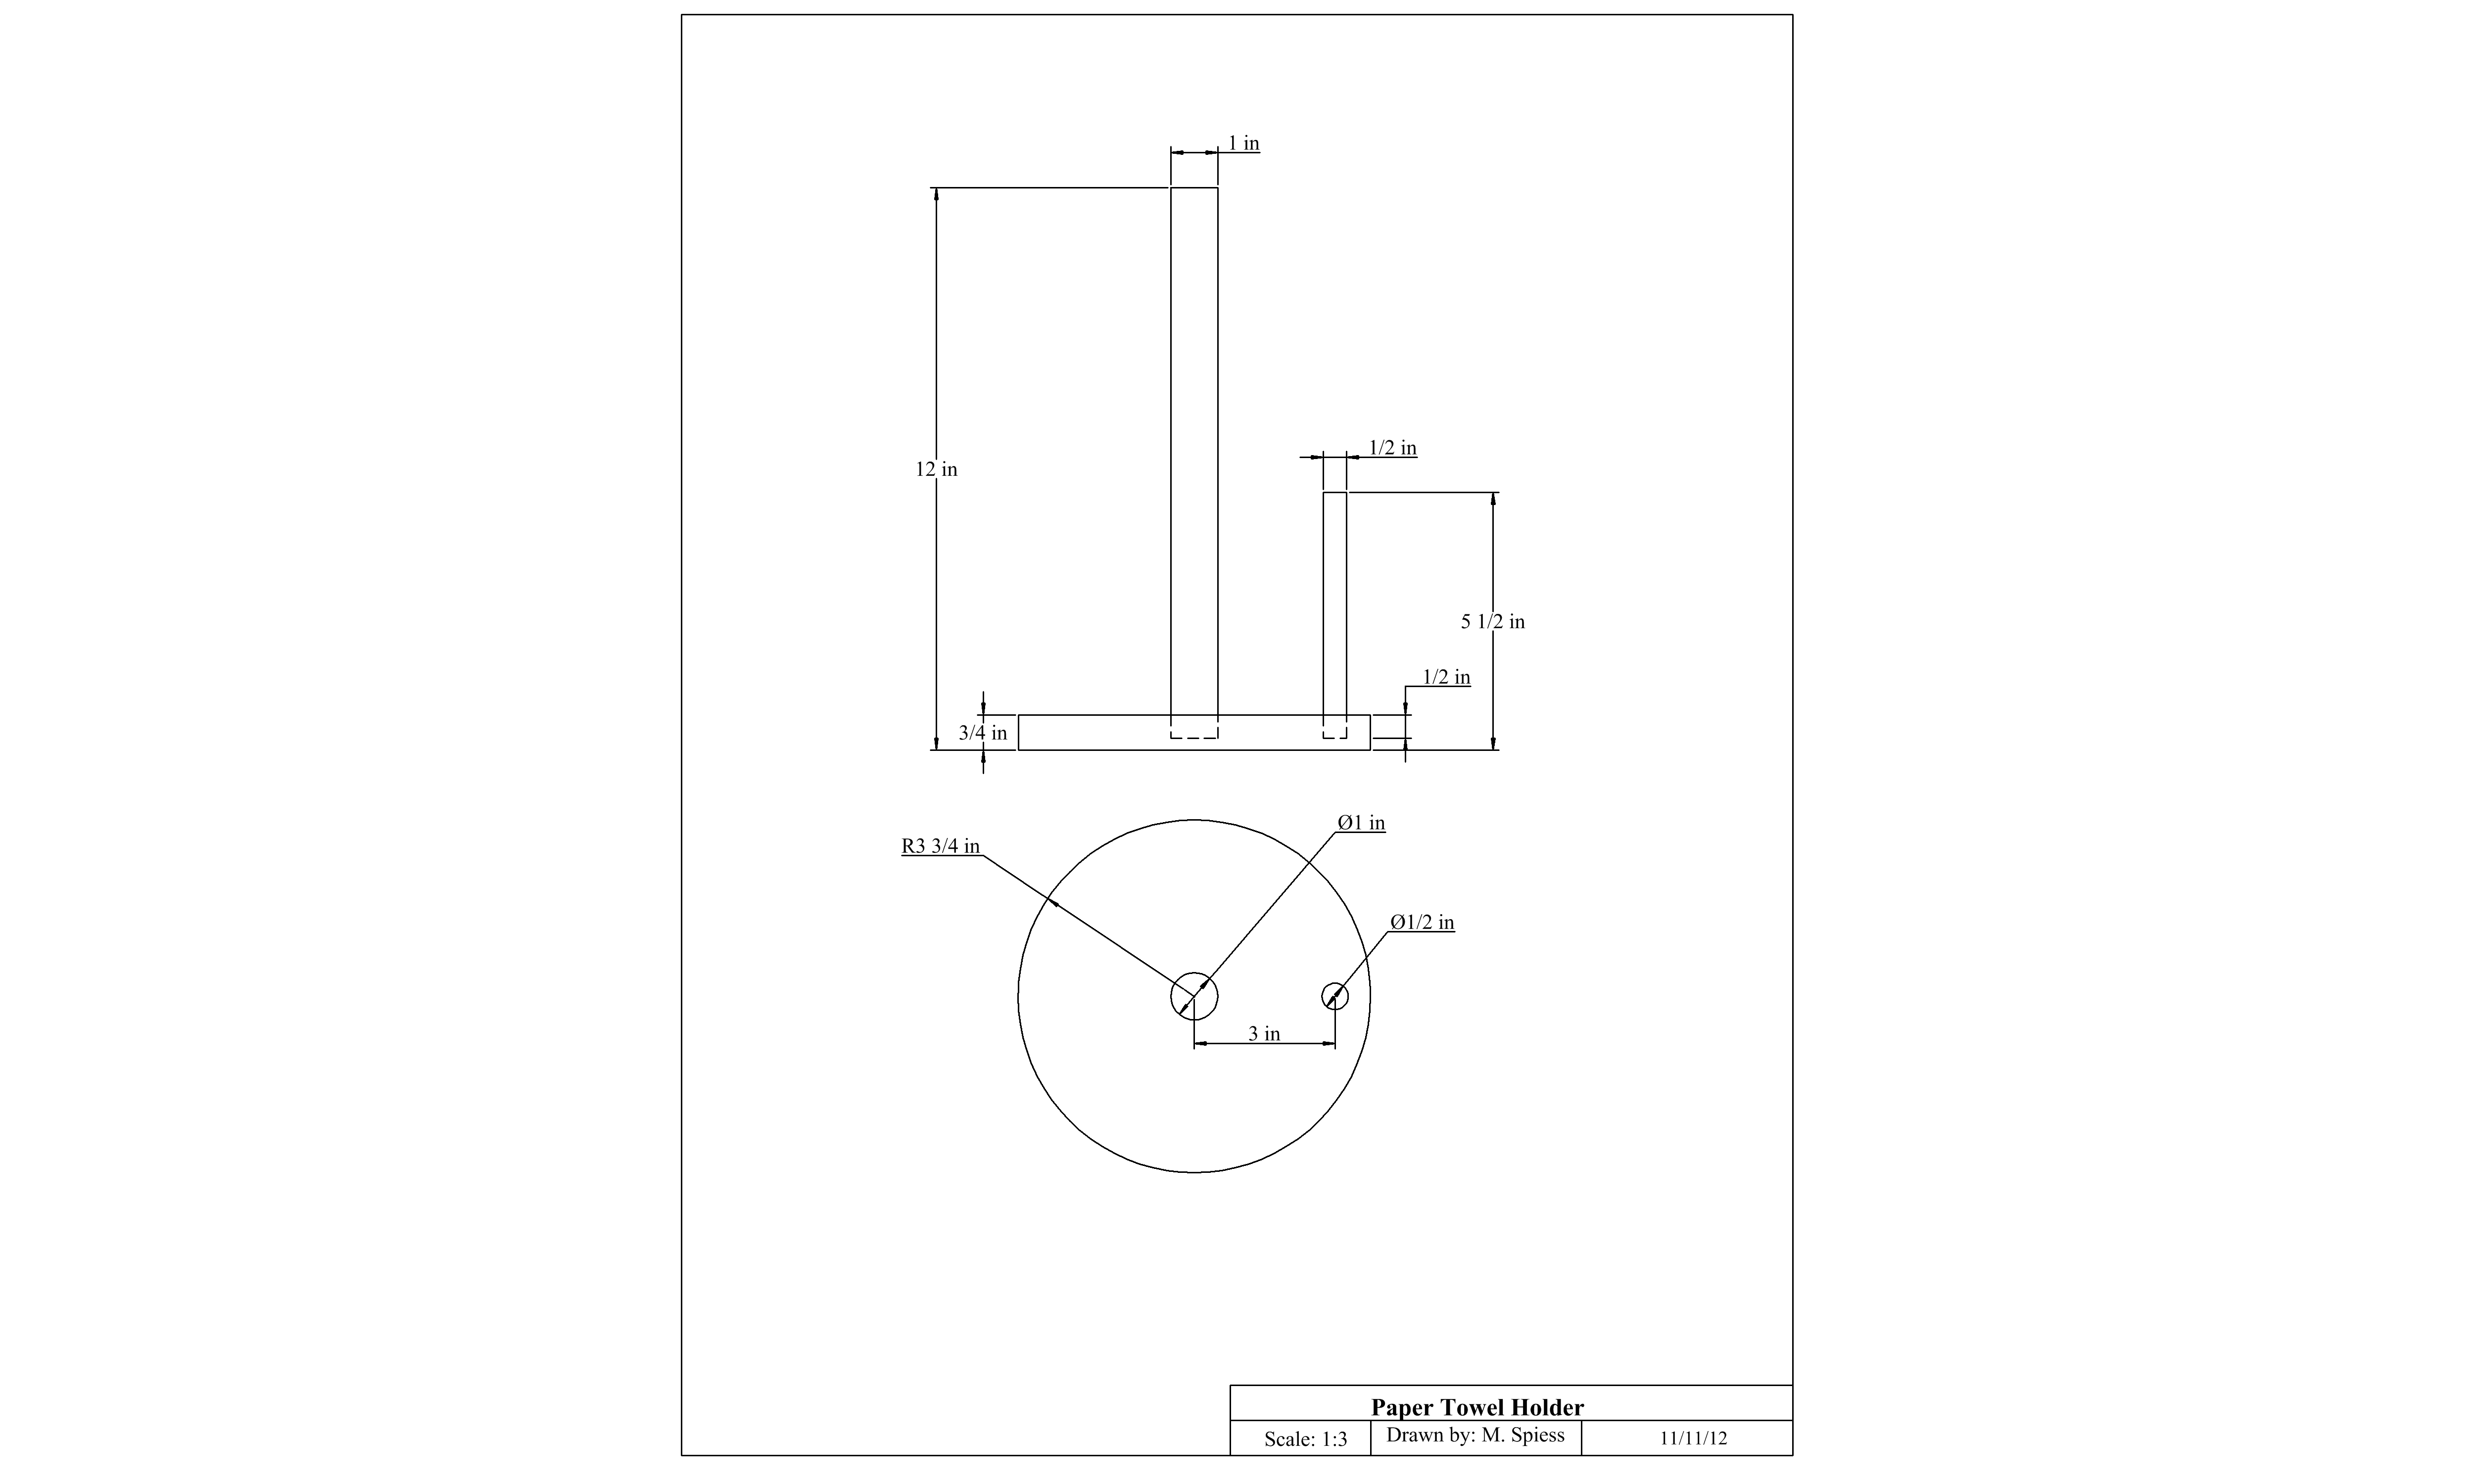 1 in
1/2 in
12 in
5 1/2 in
1/2 in
3/4 in
Ø1 in
R3 3/4 in
Ø1/2 in
3 in
Paper Towel Holder
Scale: 1:3
Drawn by: M. Spiess
11/11/12